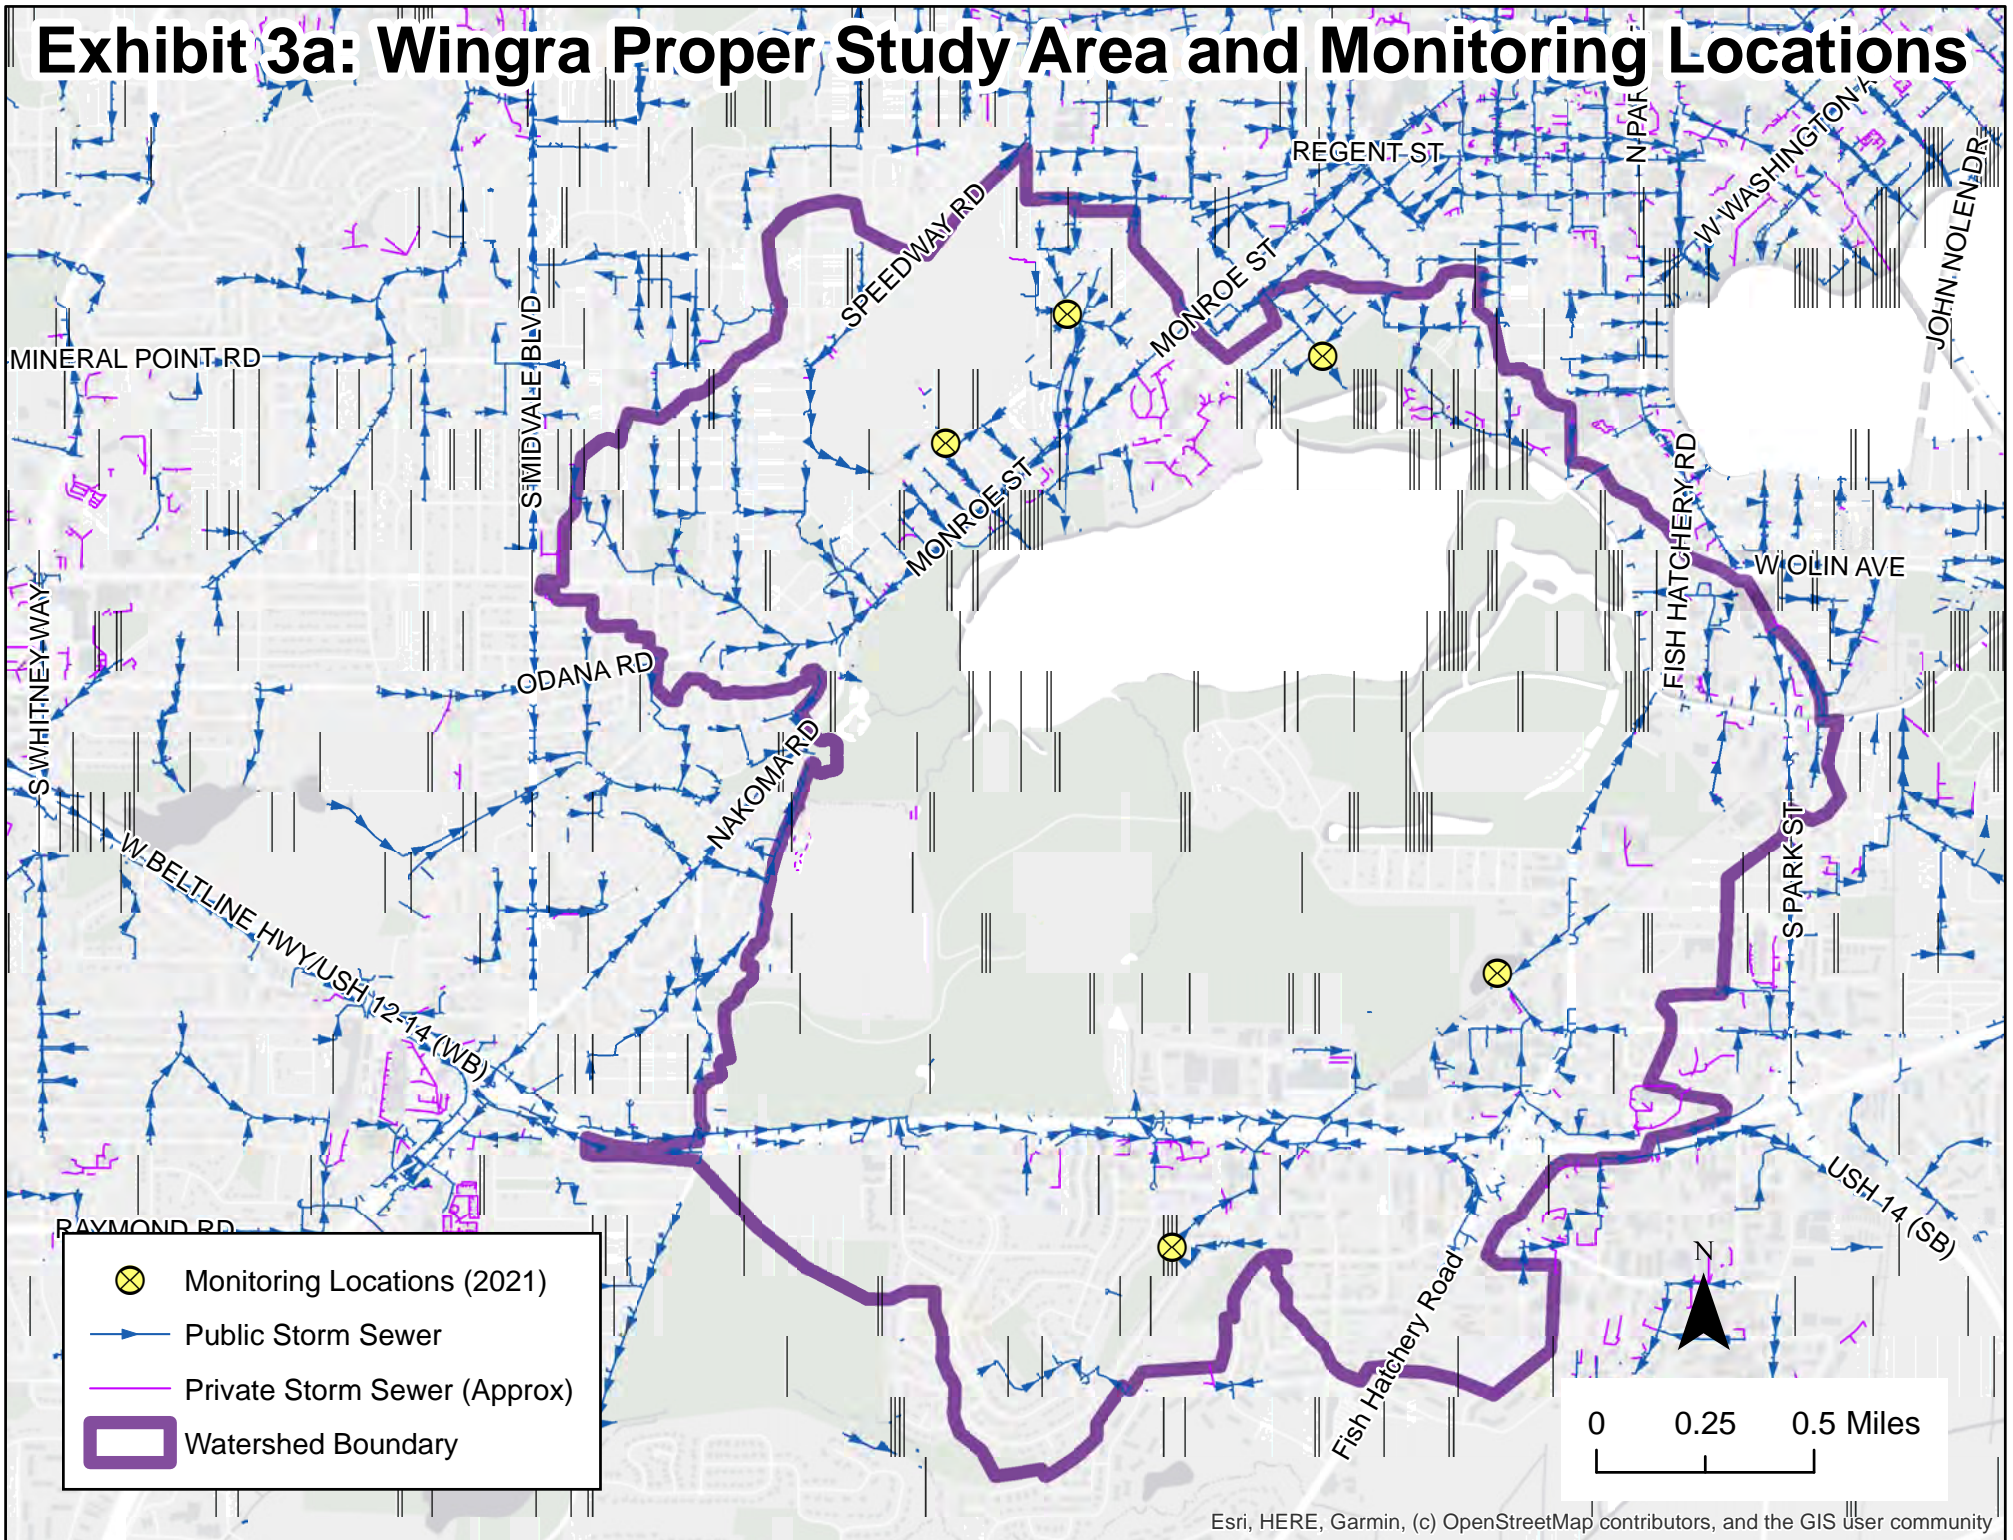 Exhibit 3a: Wingra Proper Study Area and Monitoring Locations
REGENT ST
N PAR
W WASHINGTON A
JOHN NOLEN DR
SPEEDWAY RD
MONROE ST
S MIDVALE BLVD
MINERAL POINT RD
MONROE ST
FISH HATCHERY RD
W OLIN AVE
S WHITNEY WAY
ODANA RD
NAKOMA RD
S PARK ST
W BELTLINE HWY/USH 12-14 (WB)
USH 14 (SB)
RAYMOND RD
Fish Hatchery Road
N
Monitoring Locations (2021)
Public Storm Sewer
Private Storm Sewer (Approx)
Watershed Boundary
0 0.25 0.5 Miles
Esri, HERE, Garmin, (c) OpenStreetMap contributors, and the GIS user community